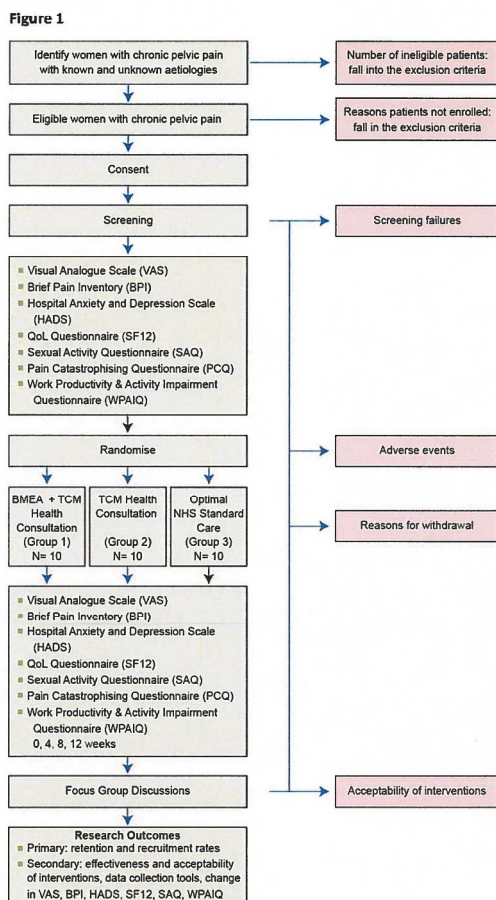 Figure 1
Identify women with chronic pelvic pain
with known and unknown aetiologies
Number of ineligible patients:
fall into the exclusion criteria
Eligible women with chronic pelvic pain
Reasons patients not enrolled:
fall in the exclusion criteria
Consent
Screening
Screening failures
Visual Analogue Scale (VAS)
Brief Pain Inventory (BPI)
Hospital Anxiety and Depression Scale
(HADS)
QoL Questionnaire (SF12)
Sexual Activity Questionnaire (SAQ)
Pain Catastrophising Questionnaire (PCQ)
Work Productivity & Activity Impairment
Questionnaire (WPAIQ)
Randomise
Adverse events
BMEA + TCM
Health
Consultation
(Group 1)
N= 10
TCM Health
Consultation
(Group 2)
N= 10
Optimal
NHS Standard
Care
(Group 3)
N= 10
Reasons for withdrawal
Visual Analogue Scale (VAS)
Brief Pain Inventory (BPI)
Hospital Anxiety and Depression Scale
(HADS)
QoL Questionnaire (SF12)
Sexual Activity Questionnaire (SAQ)
Pain Catastrophising Questionnaire (PCQ)
Work Productivity & Activity Impairment
Questionnaire (WPAIQ)
0, 4, 8, 12 weeks
Focus Group Discussions
Acceptability of interventions
Research Outcomes
Primary: retention and recruitment rates
Secondary: effectiveness and acceptability
of interventions, data collection tools, change
in VAS, BPI, HADS, SF12, SAQ, WPAIQ